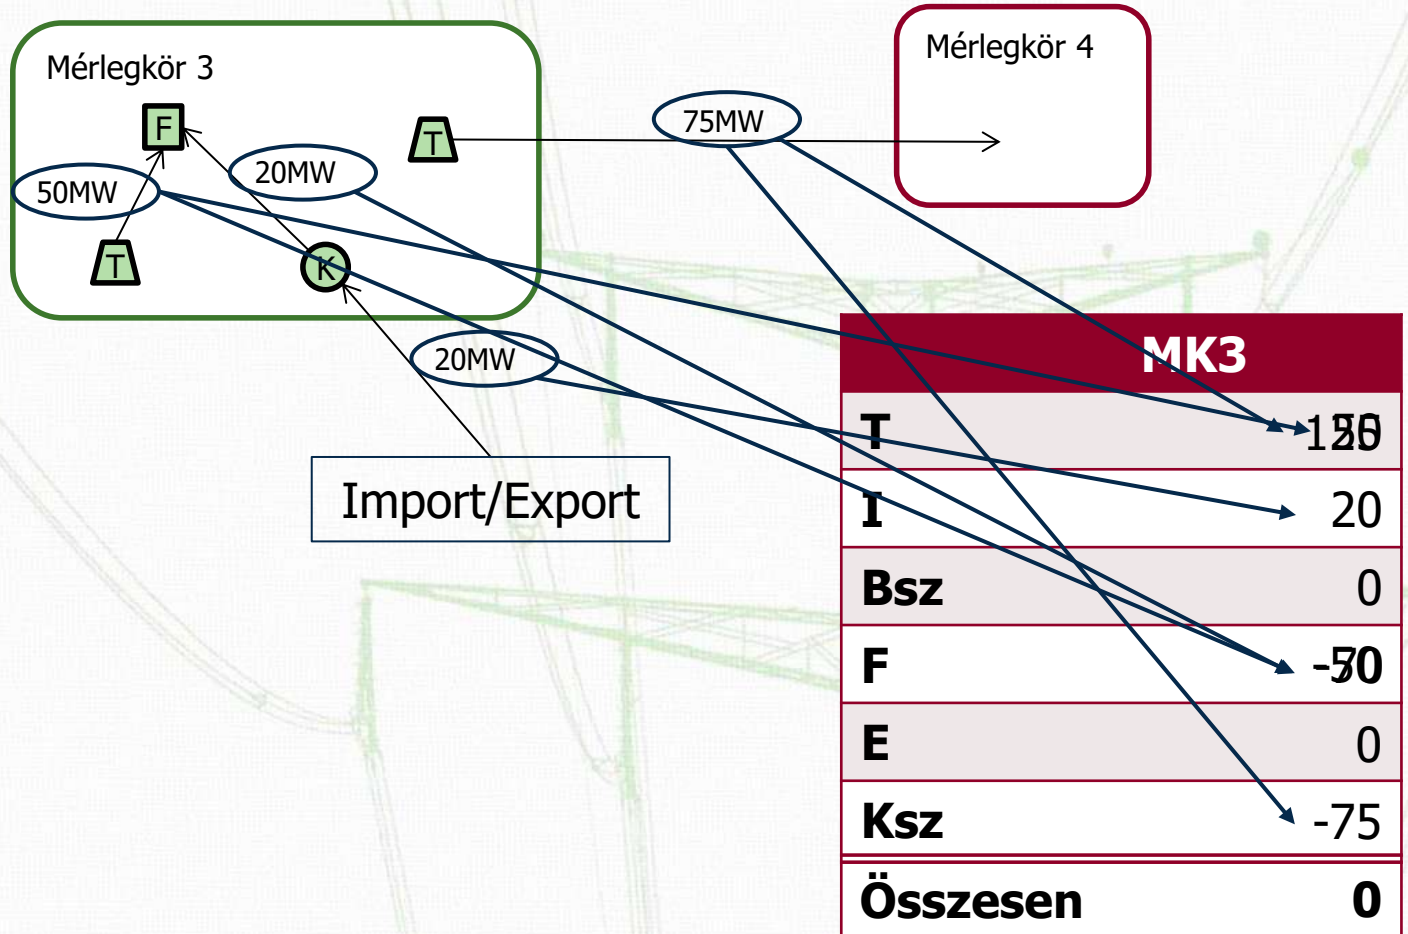 Mérlegkör 3
Mérlegkör 4
F
T
75MW
20MW
50MW
T
K
20MW
Import/Export
MK3
T
I 20
Bsz 0
F
E 0
Ksz -75
Összesen 0